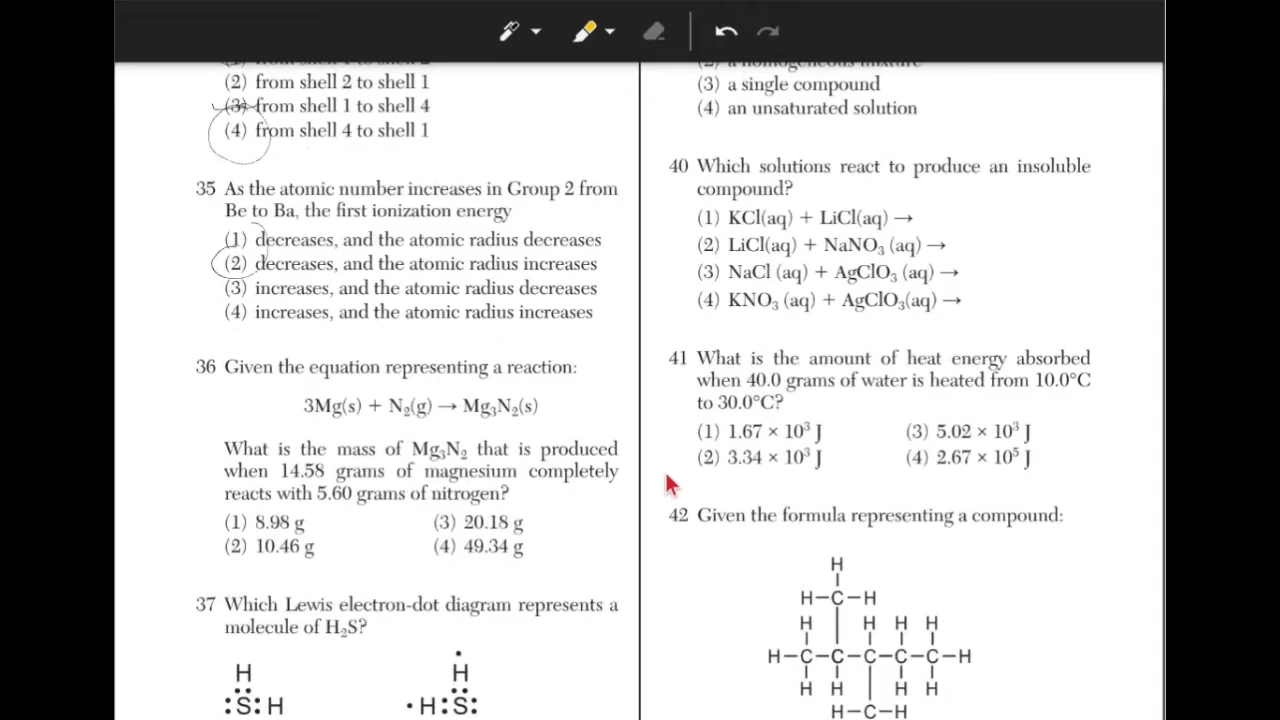 (2) from shell 2 to shell 1
(3) from shell 1 to shell 4
(4) from shell 4 to shell 1
35 As the atomic number increases in Group 2 from
Be to Ba, the first ionization energy
(1) decreases, and the atomic radius decreases
(2) decreases, and the atomic radius increases
(3) increases, and the atomic radius decreases
(4) increases, and the atomic radius increases
36 Given the equation representing a reaction:
3Mg(s) + N₂(g) → Mg₃N₂(s)
What is the mass of Mg₃N₂ that is produced
when 14.58 grams of magnesium completely
reacts with 5.60 grams of nitrogen?
(1) 8.98 g (3) 20.18 g
(2) 10.46 g (4) 49.34 g
37 Which Lewis electron-dot diagram represents a
molecule of H₂S?
H
:S: H
H
· H:S:
(2) a homogeneous mixture
(3) a single compound
(4) an unsaturated solution
40 Which solutions react to produce an insoluble
compound?
(1) KCl(aq) + LiCl(aq) →
(2) LiCl(aq) + NaNO₃ (aq) →
(3) NaCl (aq) + AgClO₃ (aq) →
(4) KNO₃ (aq) + AgClO₃(aq) →
41 What is the amount of heat energy absorbed
when 40.0 grams of water is heated from 10.0°C
to 30.0°C?
(1) 1.67 × 10³ J (3) 5.02 × 10³ J
(2) 3.34 × 10³ J (4) 2.67 × 10⁵ J
42 Given the formula representing a compound:
H
H–C–H
H H H H
H–C–C–C–C–C–H
H H H H
H–C–H